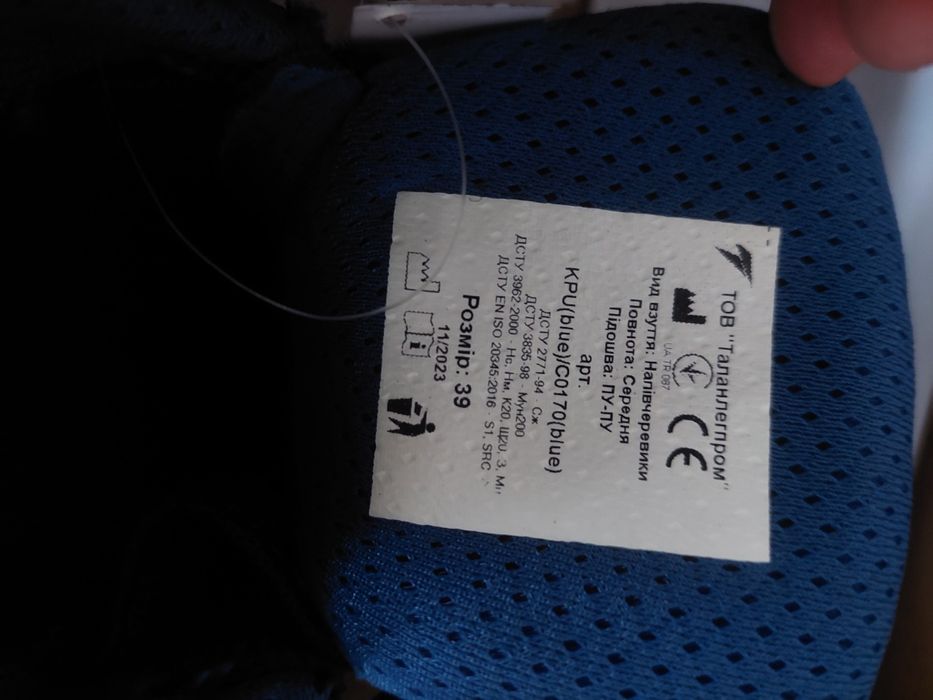 ТОВ "Таланлегпром"
UA.TR.087
Вид взуття: Напівчеревики
Повнота: Середня
Підошва: ПУ-ПУ
арт.
KPU(blue)/C0170(blue)
ДСТУ 2771-94 · Сж
ДСТУ 3835-98 · Мун200
ДСТУ 3962-2000 · Нс, Нм, К20, Щ20, З, Ми
ДСТУ EN ISO 20345:2016 · S1, SRC
Розмір: 39
11/2023